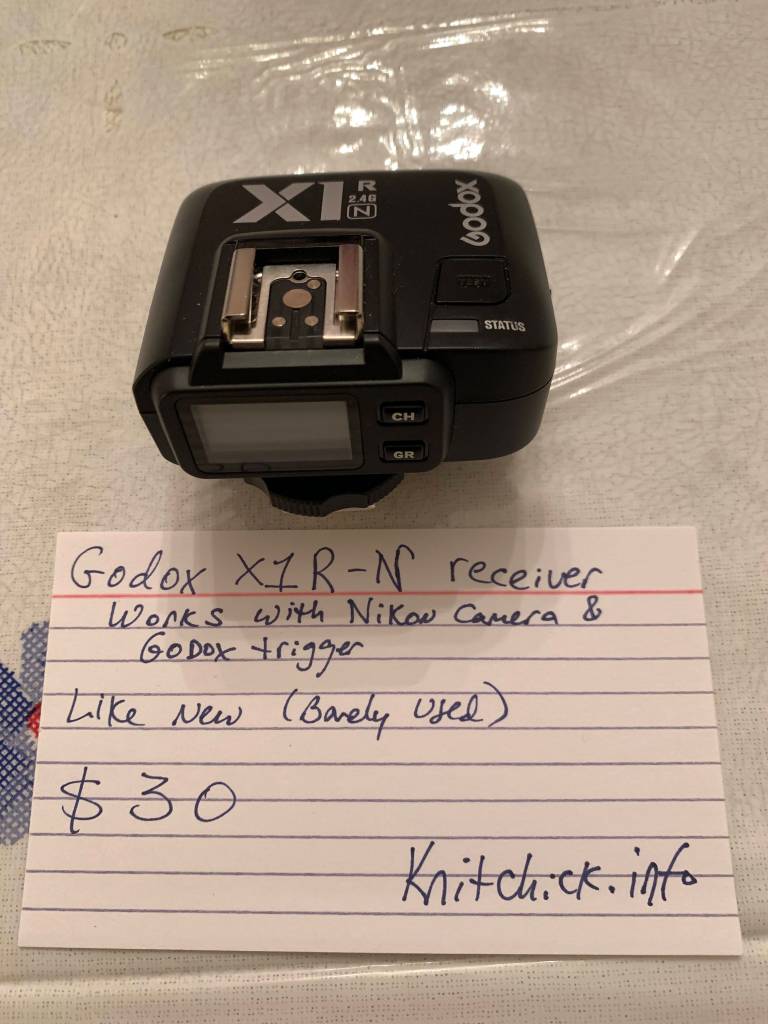 X1 R
2.4G
N
Godox
STATUS
CH
GR
Godox X1R-N receiver
Works with Nikon Camera &
Godox trigger
Like New (Barely Used)
$30
Knitchick.info